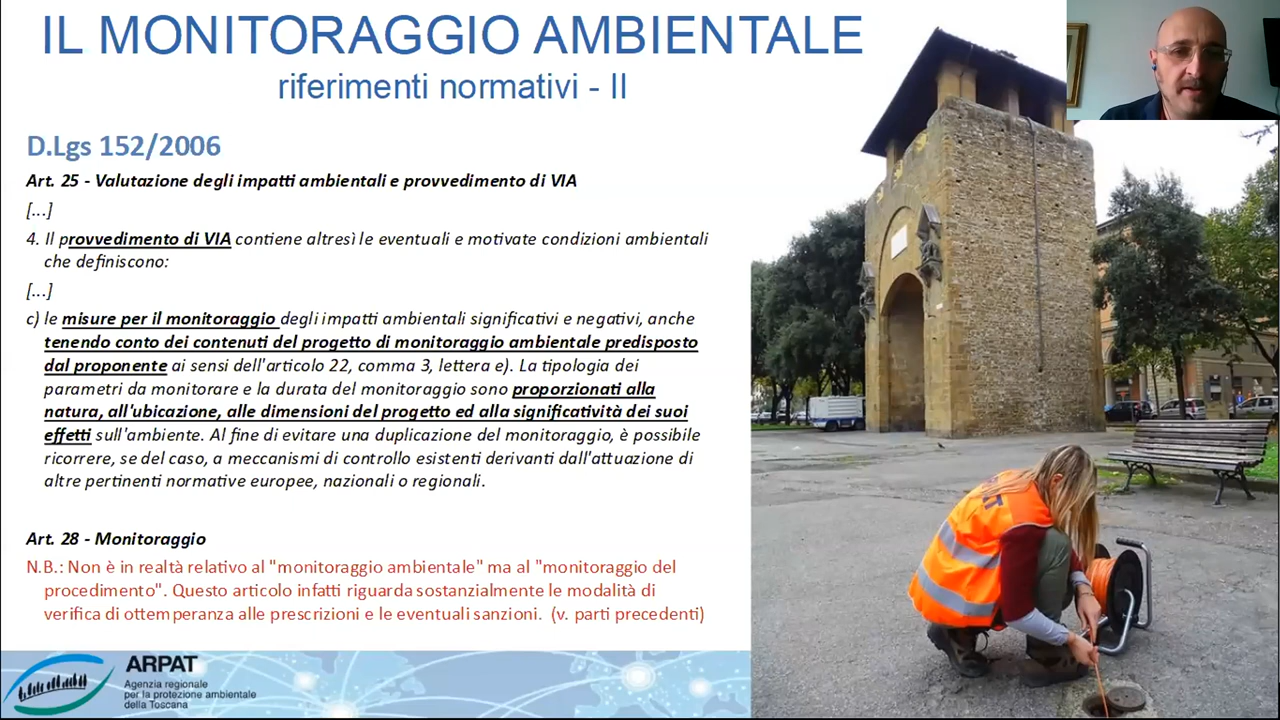 IL MONITORAGGIO AMBIENTALE
riferimenti normativi - II
D.Lgs 152/2006
Art. 25 - Valutazione degli impatti ambientali e provvedimento di VIA
[...]
4. Il provvedimento di VIA contiene altresì le eventuali e motivate condizioni ambientali
che definiscono:
[...]
c) le misure per il monitoraggio degli impatti ambientali significativi e negativi, anche
tenendo conto dei contenuti del progetto di monitoraggio ambientale predisposto
dal proponente ai sensi dell'articolo 22, comma 3, lettera e). La tipologia dei
parametri da monitorare e la durata del monitoraggio sono proporzionati alla
natura, all'ubicazione, alle dimensioni del progetto ed alla significatività dei suoi
effetti sull'ambiente. Al fine di evitare una duplicazione del monitoraggio, è possibile
ricorrere, se del caso, a meccanismi di controllo esistenti derivanti dall'attuazione di
altre pertinenti normative europee, nazionali o regionali.
Art. 28 - Monitoraggio
N.B.: Non è in realtà relativo al "monitoraggio ambientale" ma al "monitoraggio del
procedimento". Questo articolo infatti riguarda sostanzialmente le modalità di
verifica di ottemperanza alle prescrizioni e le eventuali sanzioni. (v. parti precedenti)
ARPAT
Agenzia regionale
per la protezione ambientale
della Toscana